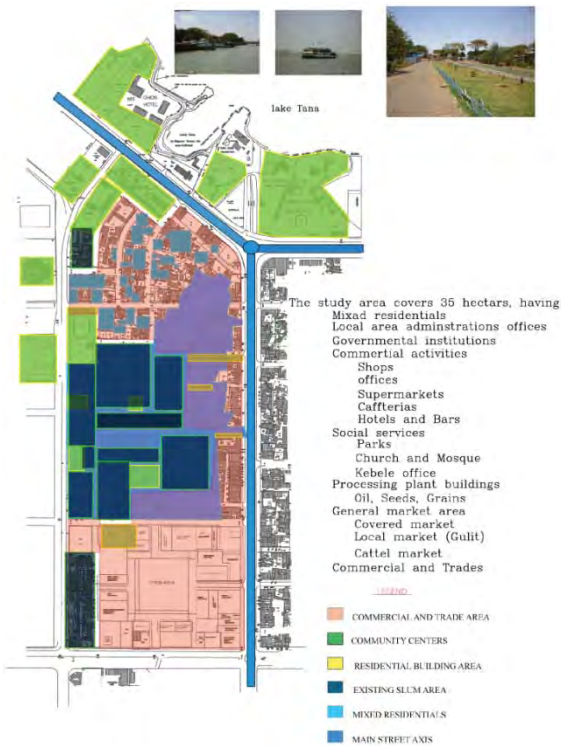 OMOR
HOTEL
lake Tana
The study area covers 35 hectars, having
Mixad residentials
Local area adminstrations offices
Governmental institutions
Commertial activities
Shops
offices
Supermarkets
Caffterias
Hotels and Bars
Social services
Parks
Church and Mosque
Kebele office
Processing plant buildings
Oil, Seeds, Grains
General market area
Covered market
Local market (Gulit)
Cattel market
Commercial and Trades
LEGEND
COMMERCIAL AND TRADE AREA
COMMUNITY CENTERS
RESIDENTIAL BUILDING AREA
EXISTING SLUM AREA
MIXED RESIDENTIALS
MAIN STREET AXIS